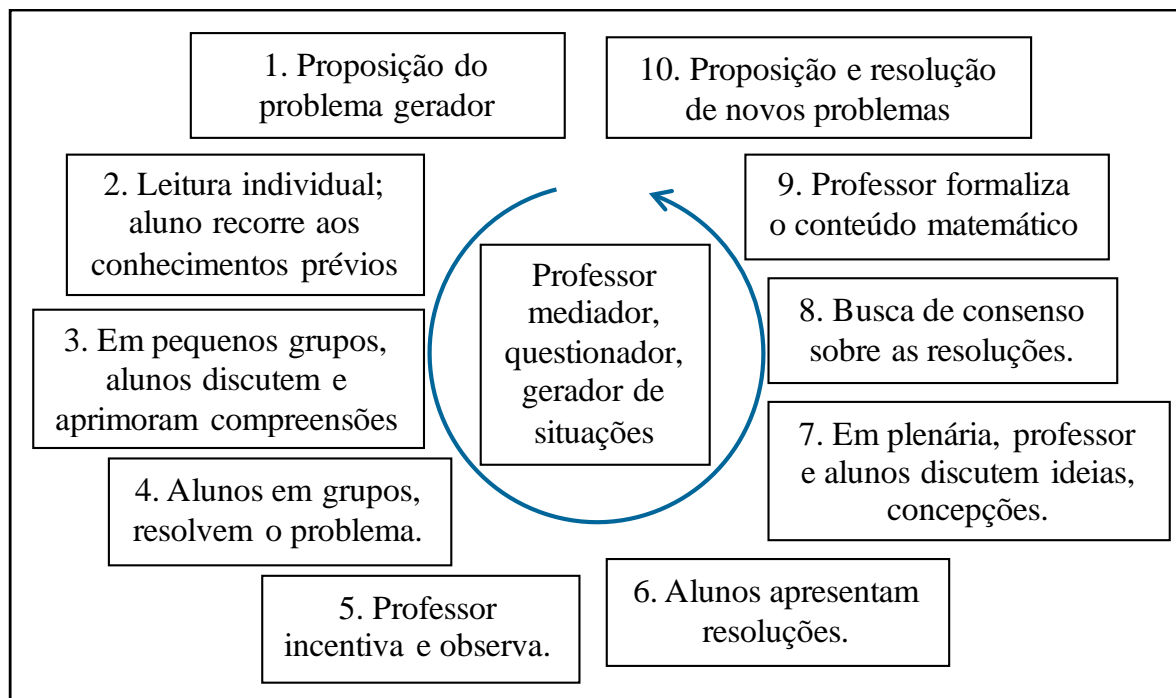 1. Proposição do
problema gerador
2. Leitura individual;
aluno recorre aos
conhecimentos prévios
3. Em pequenos grupos,
alunos discutem e
aprimoram compreensões
4. Alunos em grupos,
resolvem o problema.
5. Professor
incentiva e observa.
6. Alunos apresentam
resoluções.
7. Em plenária, professor
e alunos discutem ideias,
concepções.
8. Busca de consenso
sobre as resoluções.
9. Professor formaliza
o conteúdo matemático
10. Proposição e resolução
de novos problemas
Professor
mediador,
questionador,
gerador de
situações